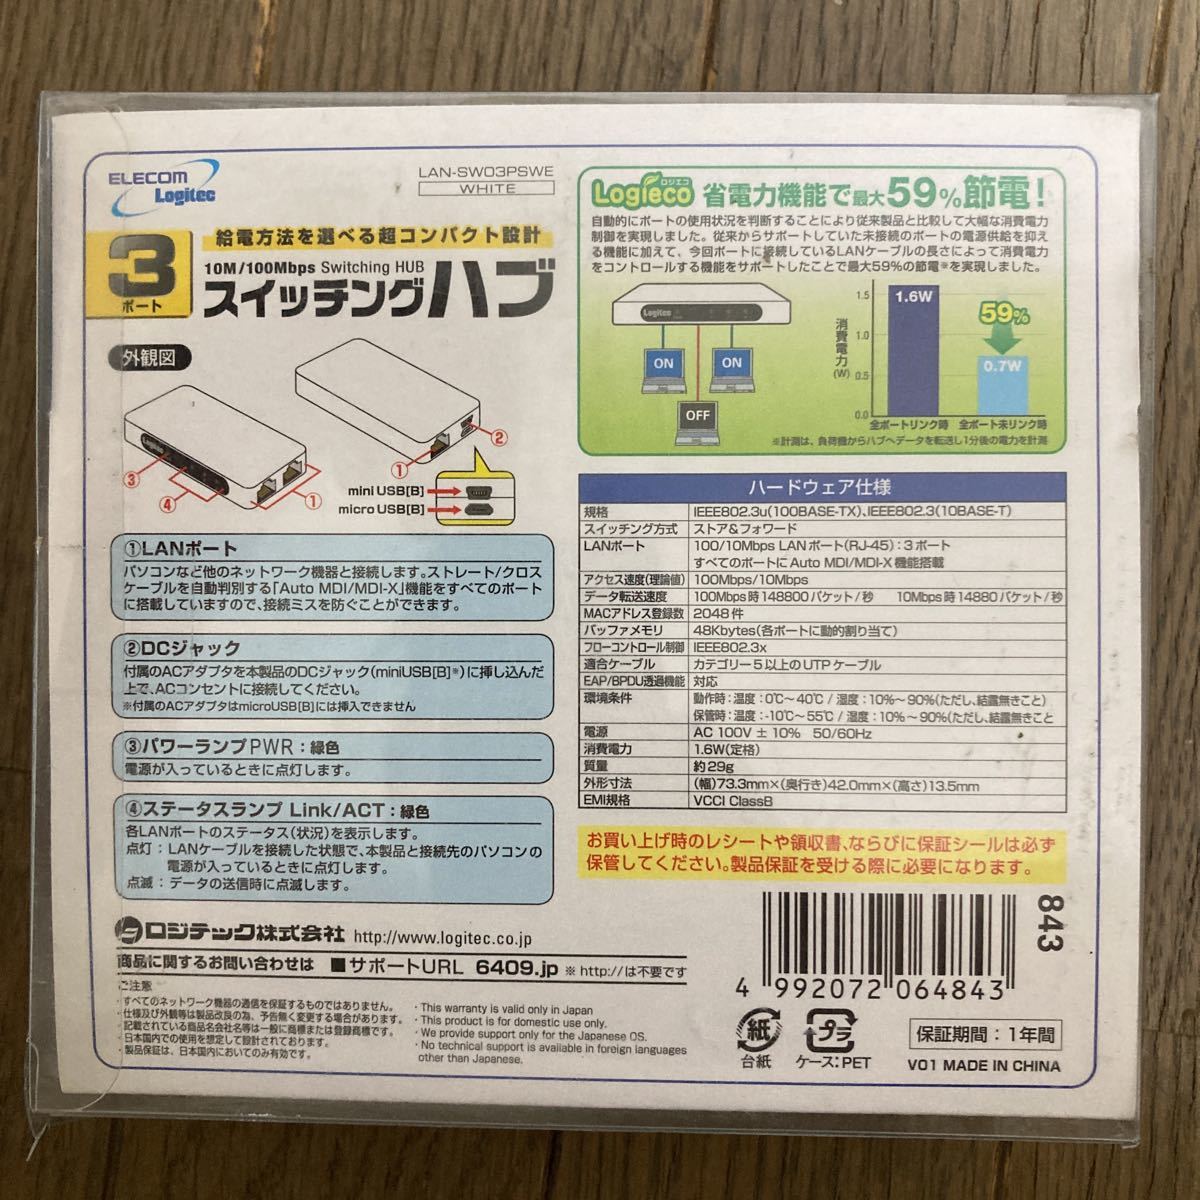 ELECOM
Logitec
LAN-SW03PSWE
WHITE
3
ポート
給電方法を選べる超コンパクト設計
10M/100Mbps Switching HUB
スイッチングハブ
外観図
①
②
③
④
①
mini USB[B]
micro USB[B]
①LANポート
パソコンなど他のネットワーク機器と接続します。ストレート/クロス
ケーブルを自動判別する「Auto MDI/MDI-X」機能をすべてのポート
に搭載していますので、接続ミスを防ぐことができます。
②DCジャック
付属のACアダプタを本製品のDCジャック(miniUSB[B]※)に挿し込んだ
上で、ACコンセントに接続してください。
※付属のACアダプタはmicroUSB[B]には挿入できません
③パワーランプPWR：緑色
電源が入っているときに点灯します。
④ステータスランプ Link/ACT：緑色
各LANポートのステータス(状況)を表示します。
点灯：LANケーブルを接続した状態で、本製品と接続先のパソコンの
電源が入っているときに点灯します。
点滅：データの送信時に点滅します。
ロジテック株式会社 http://www.logitec.co.jp
商品に関するお問い合わせは ■サポートURL 6409.jp ※http://は不要です
ご注意
・すべてのネットワーク機器の通信を保証するものではありません。
・仕様及び外観等は製品改良の為、予告無く変更する場合があります。
・記載されている商品名会社名等は一般に商標または登録商標です。
・日本国内での使用を想定して設計されております。
・製品保証は、日本国内においてのみ有効です。
・This warranty is valid only in Japan
・This product is for domestic use only.
・We provide support only for the Japanese OS.
・No technical support is available in foreign languages
other than Japanese.
Logieco
ロジエコ
省電力機能で最大59%節電！
自動的にポートの使用状況を判断することにより従来製品と比較して大幅な消費電力
制御を実現しました。従来からサポートしていた未接続のポートの電源供給を抑え
る機能に加えて、今回ポートに接続しているLANケーブルの長さによって消費電力
をコントロールする機能をサポートしたことで最大59%の節電※を実現しました。
Logitec
ON
ON
OFF
消費電力(W)
1.5
1.0
0.5
0.0
1.6W
59%
0.7W
全ポートリンク時 全ポート未リンク時
※計測は、負荷機からハブへデータを転送し1分後の電力を計測
ハードウェア仕様
規格 IEEE802.3u(100BASE-TX)、IEEE802.3(10BASE-T)
スイッチング方式 ストア&フォワード
LANポート 100/10Mbps LANポート(RJ-45)：3ポート
すべてのポートにAuto MDI/MDI-X機能搭載
アクセス速度(理論値) 100Mbps/10Mbps
データ転送速度 100Mbps時148800パケット/秒 10Mbps時14880パケット/秒
MACアドレス登録数 2048件
バッファメモリ 48Kbytes(各ポートに動的割り当て)
フローコントロール制御 IEEE802.3x
適合ケーブル カテゴリー5以上のUTPケーブル
EAP/BPDU透過機能 対応
環境条件 動作時：温度：0℃〜40℃/湿度：10%〜90%(ただし、結露無きこと)
保管時：温度：-10℃〜55℃/湿度：10%〜90%(ただし、結露無きこと
電源 AC 100V ± 10% 50/60Hz
消費電力 1.6W(定格)
質量 約29g
外形寸法 (幅)73.3mm×(奥行き)42.0mm×(高さ)13.5mm
EMI規格 VCCI ClassB
お買い上げ時のレシートや領収書、ならびに保証シールは必ず
保管してください。製品保証を受ける際に必要になります。
843
4 992072 064843
紙
台紙
プラ
ケース：PET
保証期間：1年間
V01 MADE IN CHINA